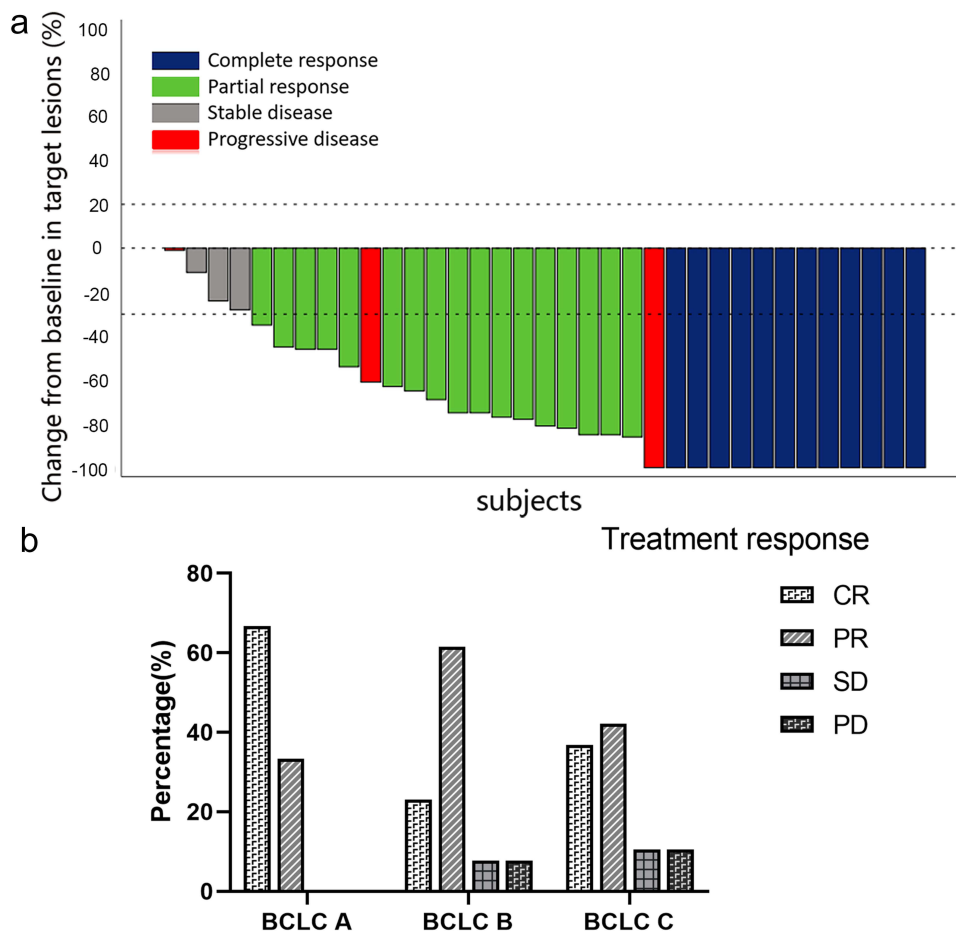 a
Change from baseline in target lesions (%)
100
80
60
40
20
0
-20
-40
-60
-80
-100
Complete response
Partial response
Stable disease
Progressive disease
subjects
b
Treatment response
CR
PR
SD
PD
Percentage(%)
80
60
40
20
0
BCLC A
BCLC B
BCLC C